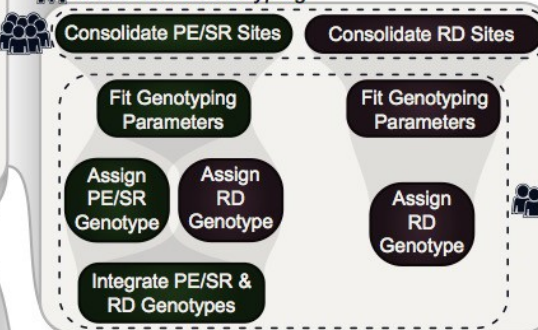 Consolidate PE/SR Sites
Consolidate RD Sites
Fit Genotyping
Parameters
Fit Genotyping
Parameters
Assign
PE/SR
Genotype
Assign
RD
Genotype
Assign
RD
Genotype
Integrate PE/SR &
RD Genotypes